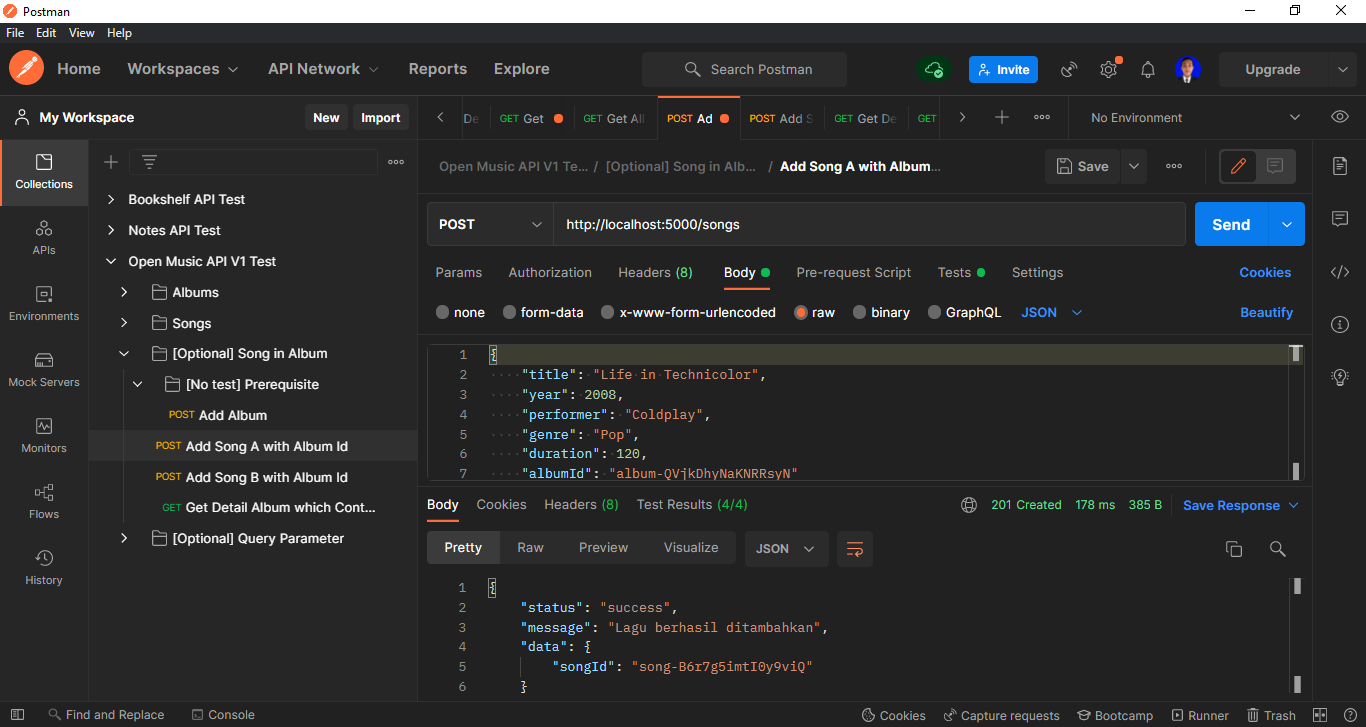 Postman
File Edit View Help
Home Workspaces API Network Reports Explore Search Postman Invite Upgrade
My Workspace New Import
De GET Get GET Get All POST Ad POST Add S GET Get De GET No Environment
Collections
APIs
Environments
Mock Servers
Monitors
Flows
History
Bookshelf API Test
Notes API Test
Open Music API V1 Test
Albums
Songs
[Optional] Song in Album
[No test] Prerequisite
POST Add Album
POST Add Song A with Album Id
POST Add Song B with Album Id
GET Get Detail Album which Cont...
[Optional] Query Parameter
Open Music API V1 Te... / [Optional] Song in Alb... / Add Song A with Album... Save
POST http://localhost:5000/songs Send
Params Authorization Headers (8) Body Pre-request Script Tests Settings Cookies
none form-data x-www-form-urlencoded raw binary GraphQL JSON Beautify
1 {
2 "title": "Life in Technicolor",
3 "year": 2008,
4 "performer": "Coldplay",
5 "genre": "Pop",
6 "duration": 120,
7 "albumId": "album-QVjkDhyNaKNRRsyN"
Body Cookies Headers (8) Test Results (4/4) 201 Created 178 ms 385 B Save Response
Pretty Raw Preview Visualize JSON
1 {
2 "status": "success",
3 "message": "Lagu berhasil ditambahkan",
4 "data": {
5 "songId": "song-B6r7g5imtI0y9viQ"
6 }
Find and Replace Console Cookies Capture requests Bootcamp Runner Trash